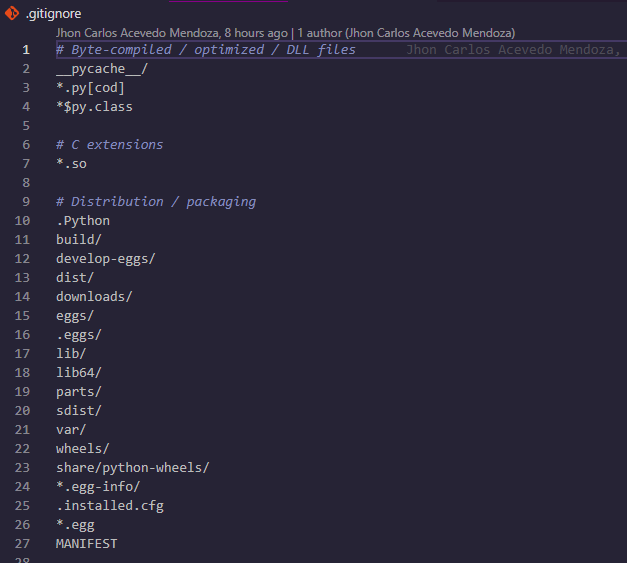 .gitignore
Jhon Carlos Acevedo Mendoza, 8 hours ago | 1 author (Jhon Carlos Acevedo Mendoza)
1 # Byte-compiled / optimized / DLL files Jhon Carlos Acevedo Mendoza,
2 __pycache__/
3 *.py[cod]
4 *$py.class
5
6 # C extensions
7 *.so
8
9 # Distribution / packaging
10 .Python
11 build/
12 develop-eggs/
13 dist/
14 downloads/
15 eggs/
16 .eggs/
17 lib/
18 lib64/
19 parts/
20 sdist/
21 var/
22 wheels/
23 share/python-wheels/
24 *.egg-info/
25 .installed.cfg
26 *.egg
27 MANIFEST
28